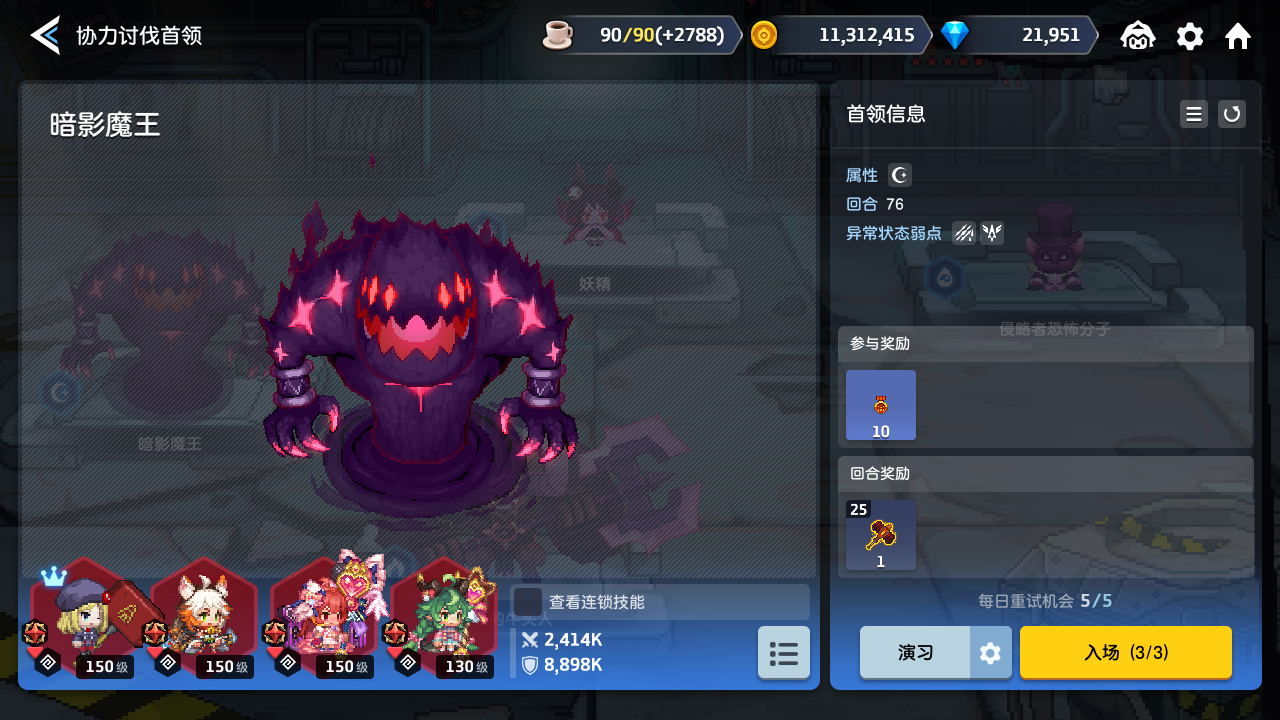 协力讨伐首领
90/90(+2788)
11,312,415
21,951
暗影魔王
妖精
暗影魔王
150级
150级
150级
130级
查看连锁技能
2,414K
8,898K
首领信息
属性
回合 76
异常状态弱点
侵略者恐怖分子
参与奖励
10
回合奖励
25
1
每日重试机会 5/5
演习
入场 (3/3)